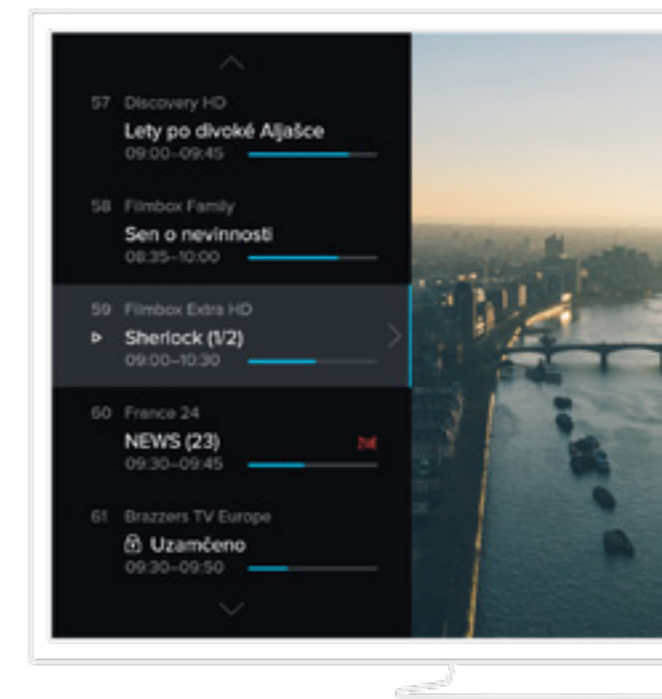 57 Discovery HD
Lety po divoké Aljašce
09:00–09:45
58 Filmbox Family
Sen o nevinnosti
08:35–10:00
59 Filmbox Extra HD
Sherlock (1/2)
09:00–10:30
60 France 24
NEWS (23)
09:30–09:45
61 Brazzers TV Europe
Uzamčeno
09:30–09:50